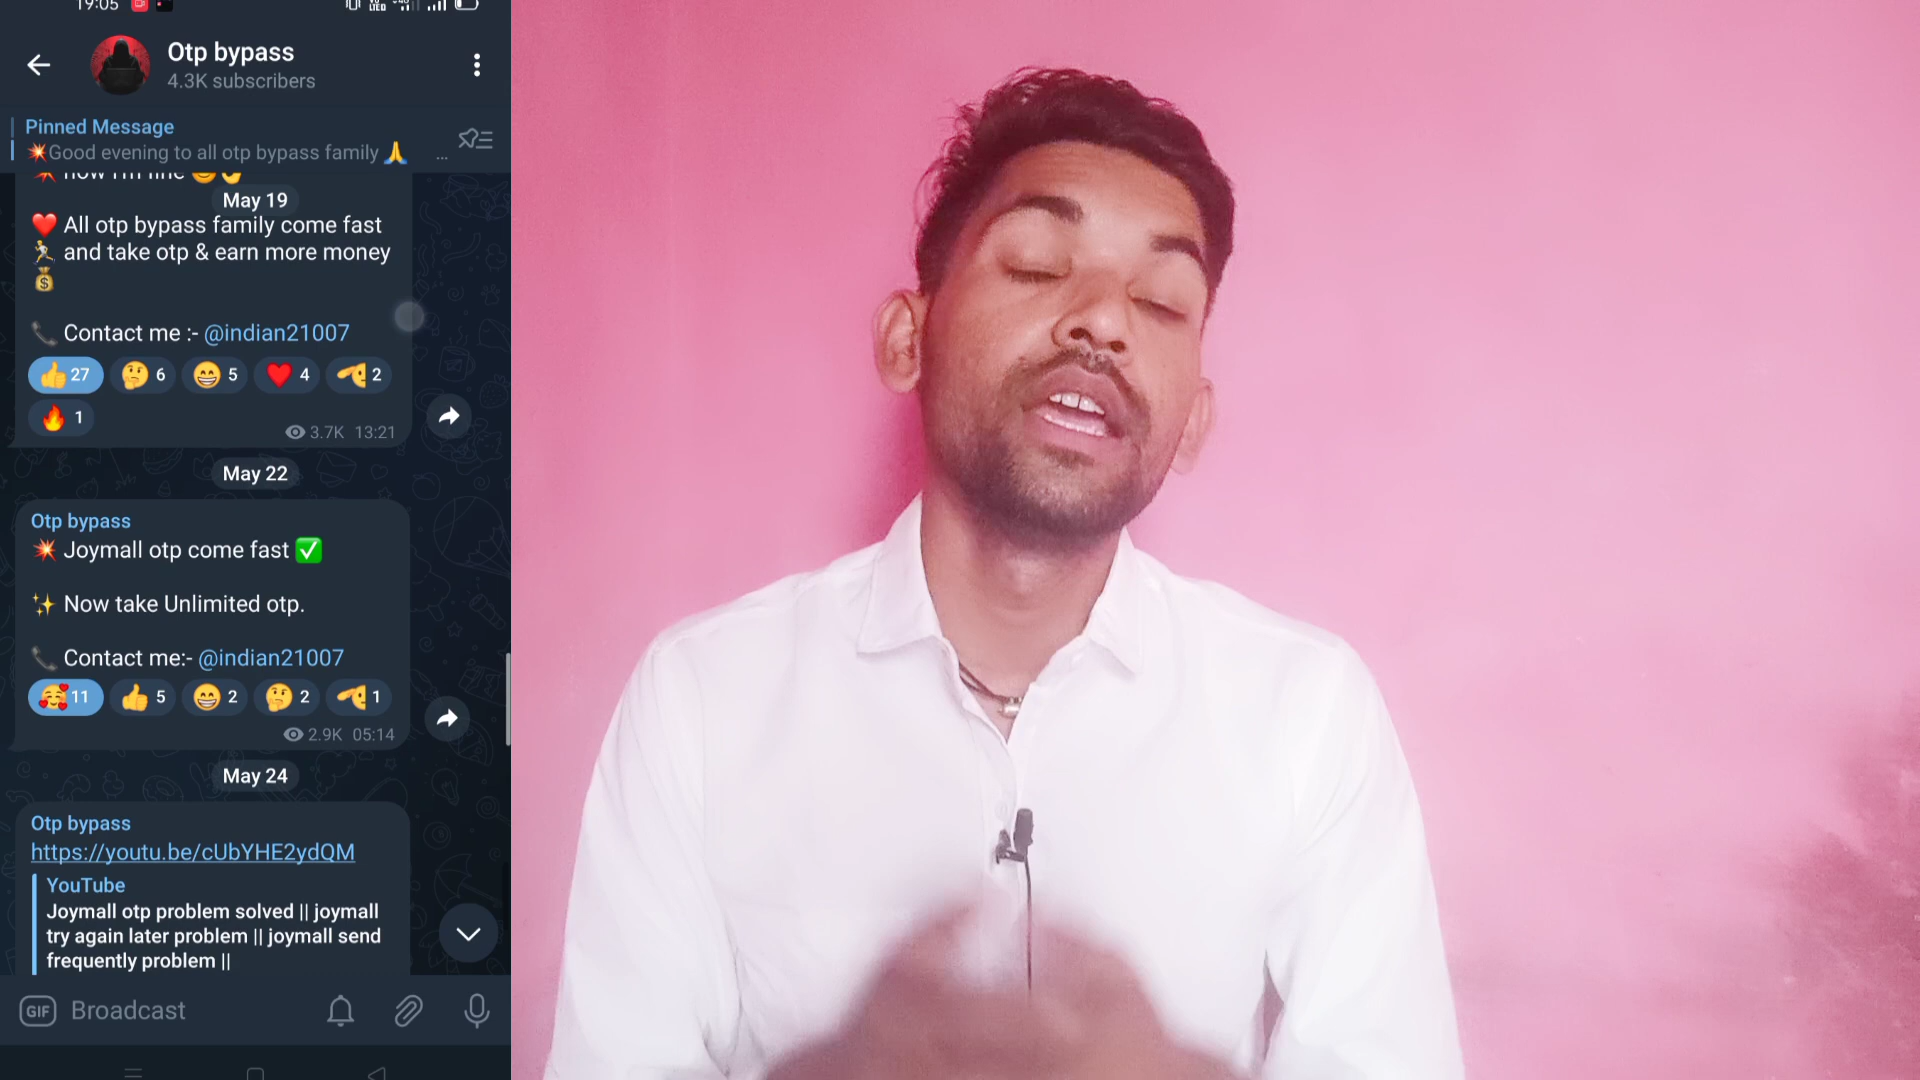 19:05
Otp bypass
4.3K subscribers
Pinned Message
💥Good evening to all otp bypass family 🙏 ...
💥 now I'm fine 😊👌
May 19
❤️ All otp bypass family come fast
🏃 and take otp & earn more money
💰
📞 Contact me :- @indian21007
👍 27 🤔 6 😁 5 ❤️ 4 🫡 2
🔥 1
3.7K 13:21
May 22
Otp bypass
💥 Joymall otp come fast ✅
✨ Now take Unlimited otp.
📞 Contact me:- @indian21007
🥰 11 👍 5 😁 2 🤔 2 🫡 1
2.9K 05:14
May 24
Otp bypass
https://youtu.be/cUbYHE2ydQM
YouTube
Joymall otp problem solved || joymall
try again later problem || joymall send
frequently problem ||
GIF Broadcast